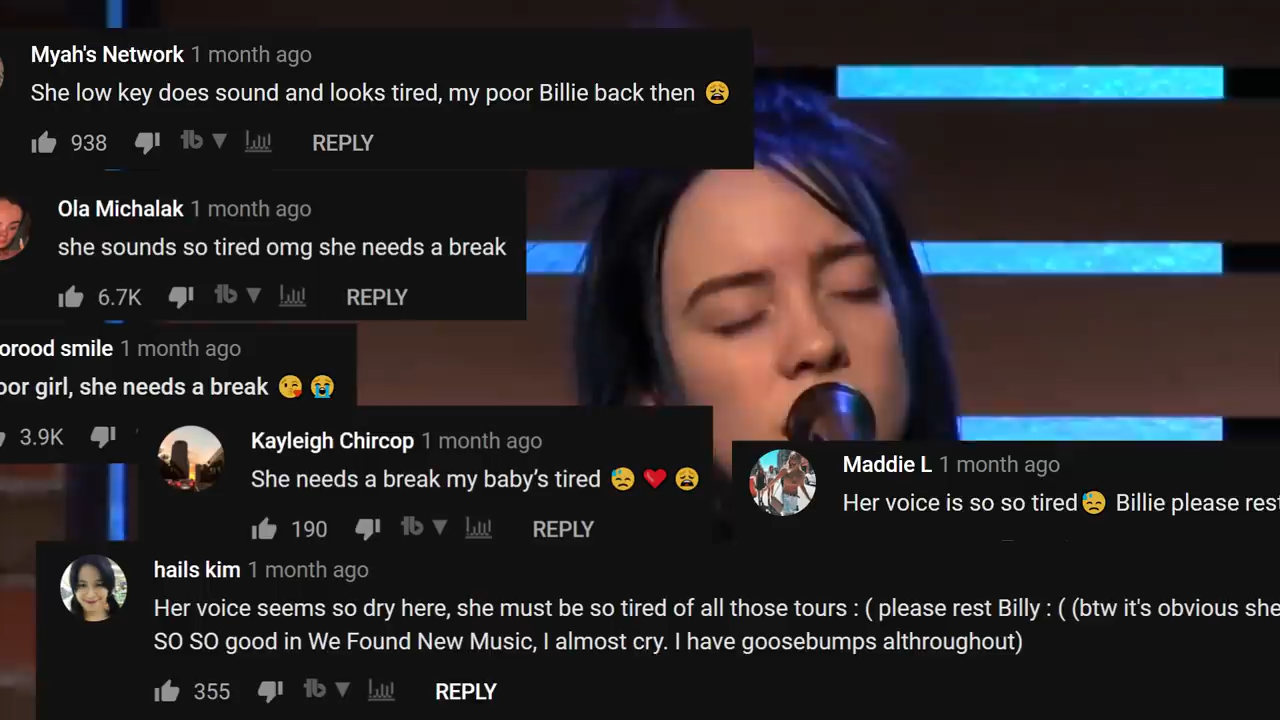 Myah's Network 1 month ago
She low key does sound and looks tired, my poor Billie back then 😩
938 REPLY
Ola Michalak 1 month ago
she sounds so tired omg she needs a break
6.7K REPLY
orood smile 1 month ago
oor girl, she needs a break 😘 😭
3.9K
Kayleigh Chircop 1 month ago
She needs a break my baby’s tired 😓 ❤️ 😩
190 REPLY
Maddie L 1 month ago
Her voice is so so tired😓 Billie please rest
hails kim 1 month ago
Her voice seems so dry here, she must be so tired of all those tours : ( please rest Billy : ( (btw it's obvious she
SO SO good in We Found New Music, I almost cry. I have goosebumps althroughout)
355 REPLY